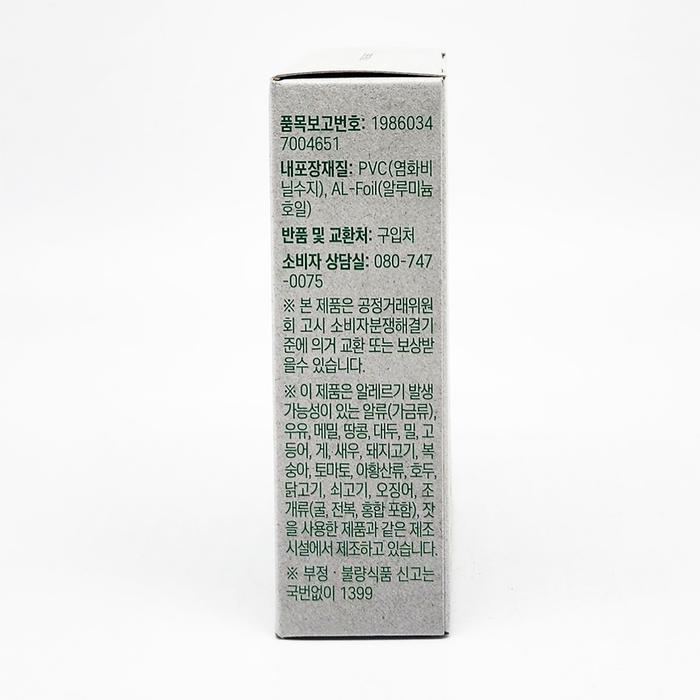 품목보고번호: 1986034
7004651
내포장재질: PVC(염화비
닐수지), AL-Foil(알루미늄
호일)
반품 및 교환처: 구입처
소비자 상담실: 080-747
-0075
※ 본 제품은 공정거래위원
회 고시 소비자분쟁해결기
준에 의거 교환 또는 보상받
을수 있습니다.
※ 이 제품은 알레르기 발생
가능성이 있는 알류(가금류),
우유, 메밀, 땅콩, 대두, 밀, 고
등어, 게, 새우, 돼지고기, 복
숭아, 토마토, 아황산류, 호두,
닭고기, 쇠고기, 오징어, 조
개류(굴, 전복, 홍합 포함), 잣
을 사용한 제품과 같은 제조
시설에서 제조하고 있습니다.
※ 부정·불량식품 신고는
국번없이 1399